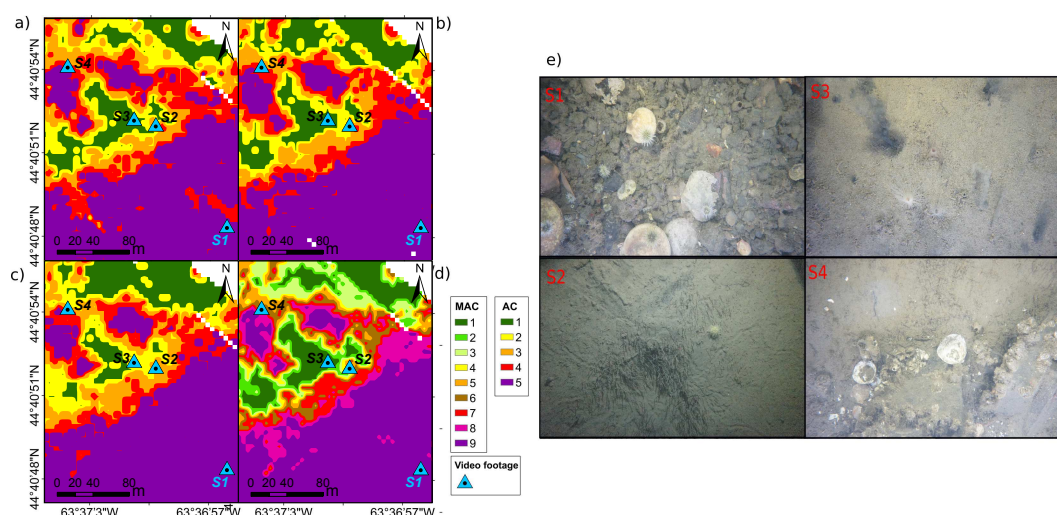 a)
b)
e)
N
N
44°40'54"N
44°40'51"N
44°40'48"N
S4
S3
S2
S1
0 20 40 80
m
S4
S3
S2
S1
0 20 40 80
m
S1
S3
S2
S4
c)
d)
N
N
44°40'54"N
44°40'51"N
44°40'48"N
S4
S3
S2
S1
0 20 40 80
m
S4
S3
S2
S1
0 20 40 80
m
MAC
1
2
3
4
5
6
7
8
9
AC
1
2
3
4
5
Video footage
63°37'3"W
63°36'57"W
63°37'3"W
63°36'57"W